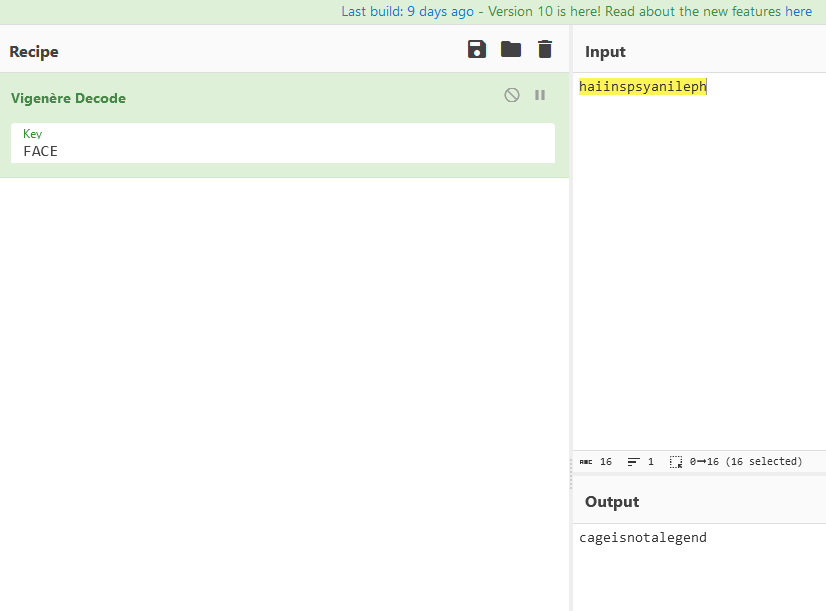 Last build: 9 days ago - Version 10 is here! Read about the new features here
Recipe
Input
Vigenère Decode
Key
FACE
haiinspsyanileph
ABC 16 1 0→16 (16 selected)
Output
cageisnotalegend